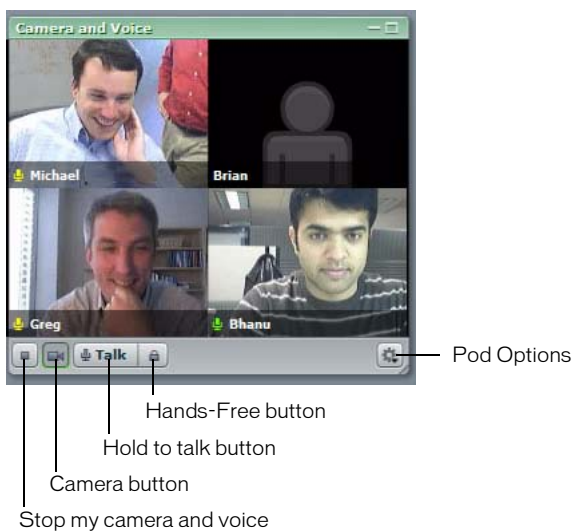 Camera and Voice
Michael
Brian
Greg
Bhanu
Talk
Pod Options
Hands-Free button
Hold to talk button
Camera button
Stop my camera and voice